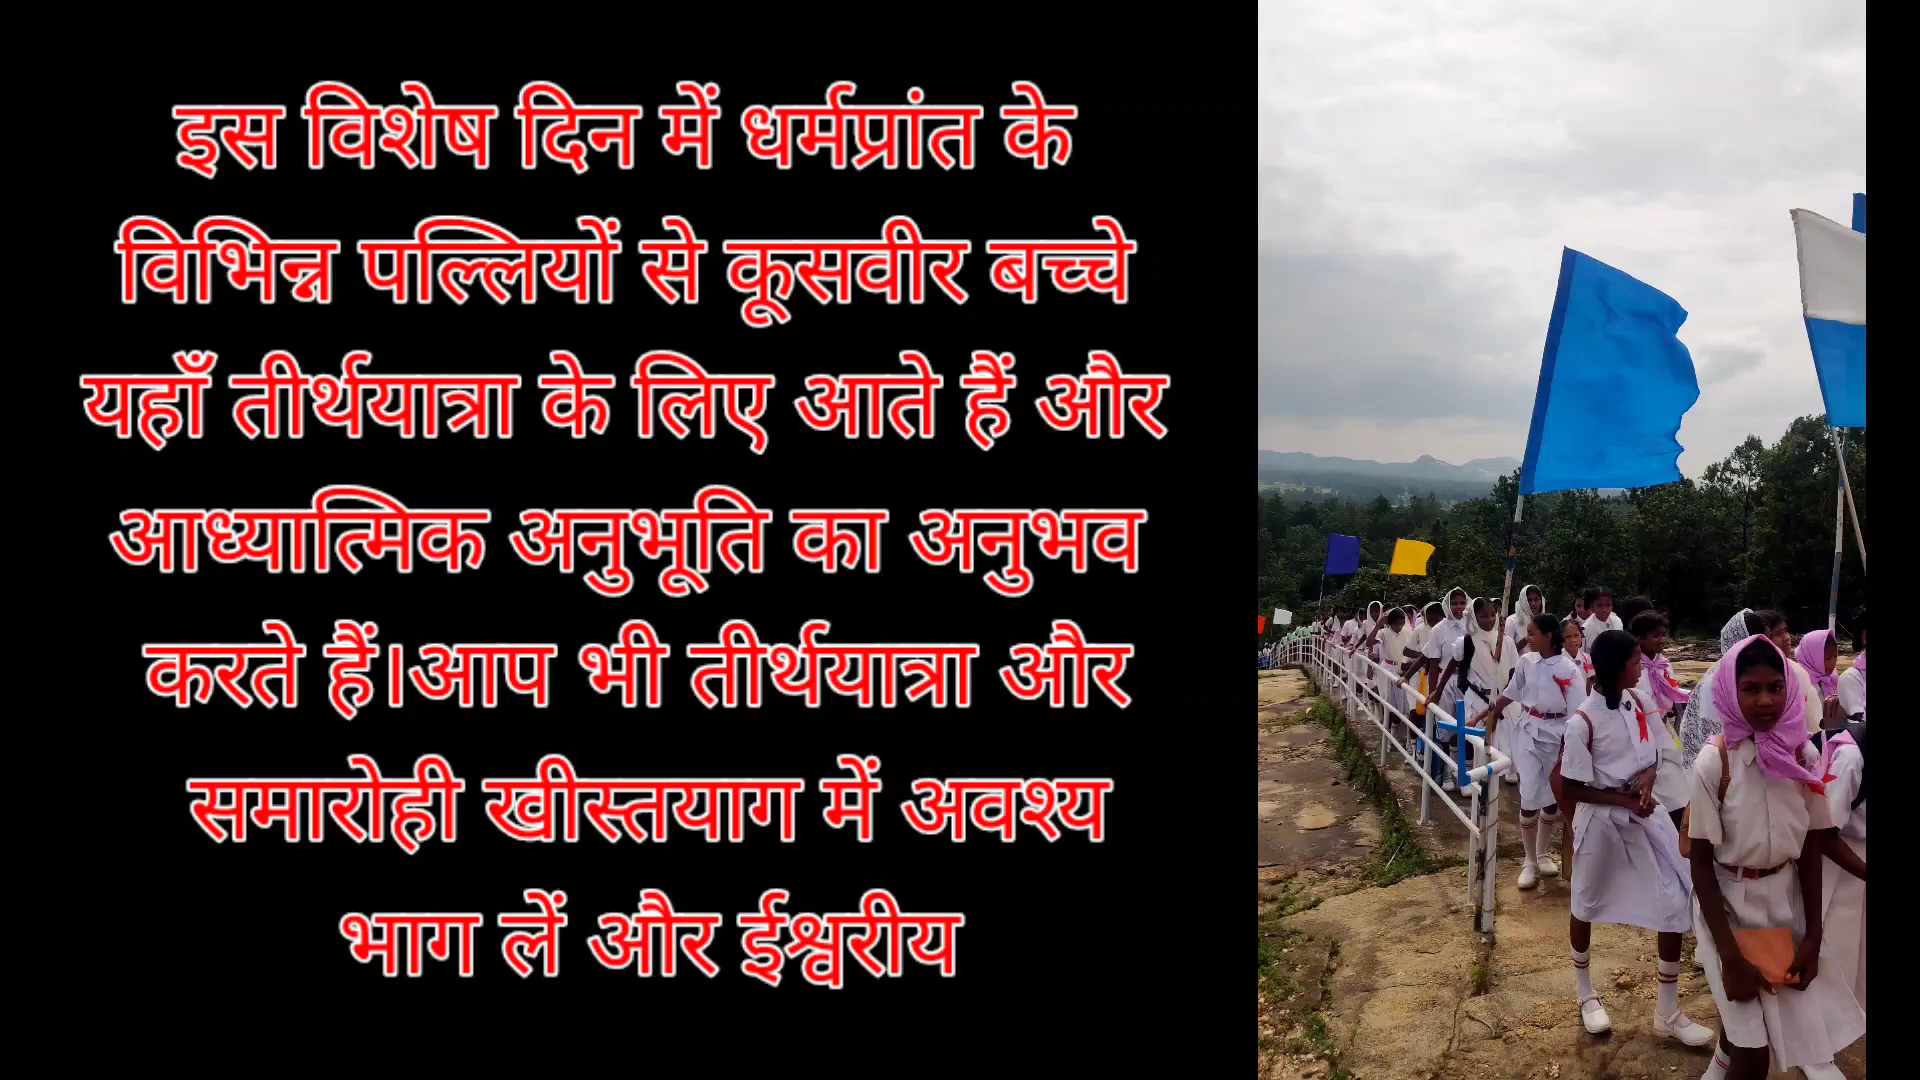 इस विशेष दिन में धर्मप्रांत के
विभिन्न पल्लियों से कूसवीर बच्चे
यहाँ तीर्थयात्रा के लिए आते हैं और
आध्यात्मिक अनुभूति का अनुभव
करते हैं।आप भी तीर्थयात्रा और
समारोही खीस्तयाग में अवश्य
भाग लें और ईश्वरीय